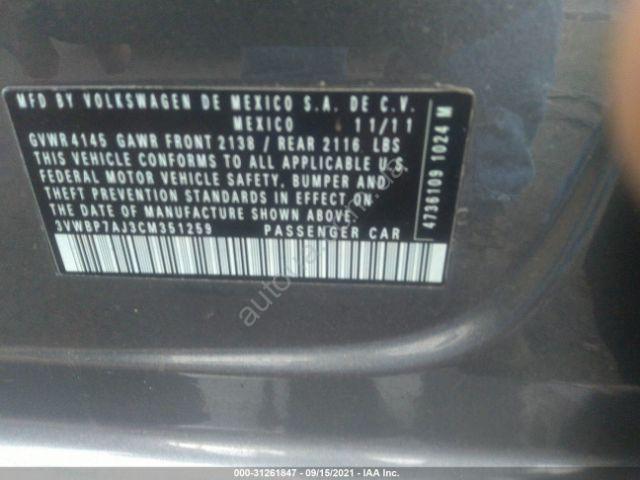 MFD BY VOLKSWAGEN DE MEXICO S.A. DE C.V.
MEXICO 11/11
GVWR 4145 GAWR FRONT 2138 / REAR 2116 LBS
THIS VEHICLE CONFORMS TO ALL APPLICABLE U.S.
FEDERAL MOTOR VEHICLE SAFETY, BUMPER AND
THEFT PREVENTION STANDARDS IN EFFECT ON
THE DATE OF MANUFACTURE SHOWN ABOVE.
3VWBP7AJ3CM351259 PASSENGER CAR
4736109 1024 M
000-31261847 - 09/15/2021 - IAA Inc.